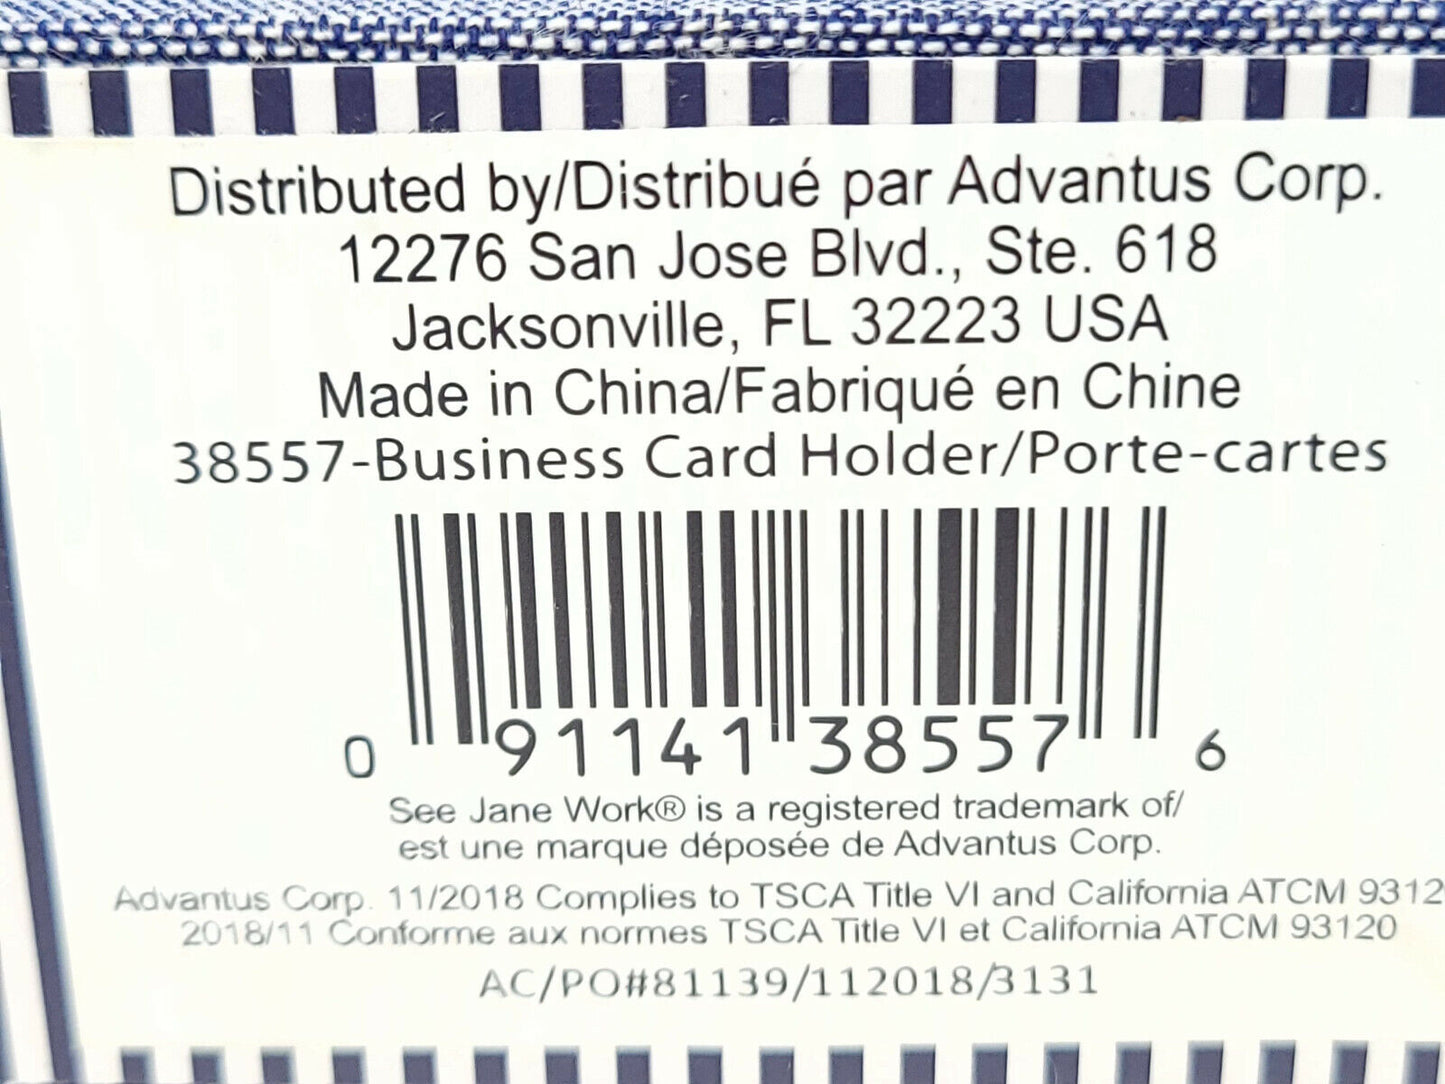 Distributed by/Distribué par Advantus Corp.
12276 San Jose Blvd., Ste. 618
Jacksonville, FL 32223 USA
Made in China/Fabriqué en Chine
38557-Business Card Holder/Porte-cartes
0 91141 38557 6
See Jane Work® is a registered trademark of/
est une marque déposée de Advantus Corp.
Advantus Corp. 11/2018 Complies to TSCA Title VI and California ATCM 9312
2018/11 Conforme aux normes TSCA Title VI et California ATCM 93120
AC/PO#81139/112018/3131